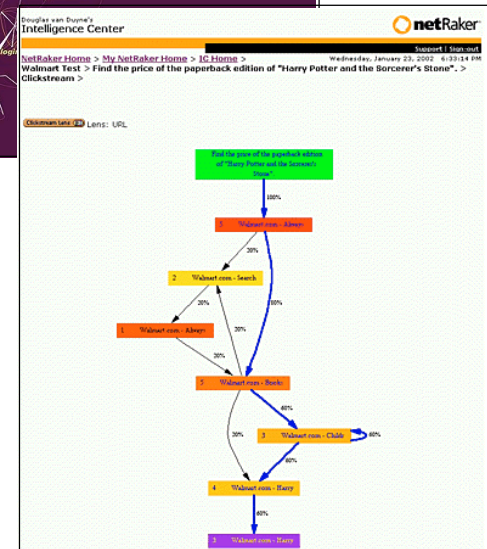 Douglas van Duyne's
Intelligence Center
netRaker
Support | Sign-out
NetRaker Home > My NetRaker Home > IC Home >
Wednesday, January 23, 2002 6:33:14 PM
Walmart Test > Find the price of the paperback edition of "Harry Potter and the Sorcerer's Stone". >
Clickstream >
Clickstream Lens
Lens: URL
Find the price of the paperback edition
of "Harry Potter and the Sorcerer's
Stone".
100%
5 Walmart.com - Always
20%
2 Walmart.com - Search
20%
80%
1 Walmart.com - Always
20%
20%
5 Walmart.com - Books
60%
20%
3 Walmart.com - Childr
60%
60%
4 Walmart.com - Harry
60%
3 Walmart.com - Harry